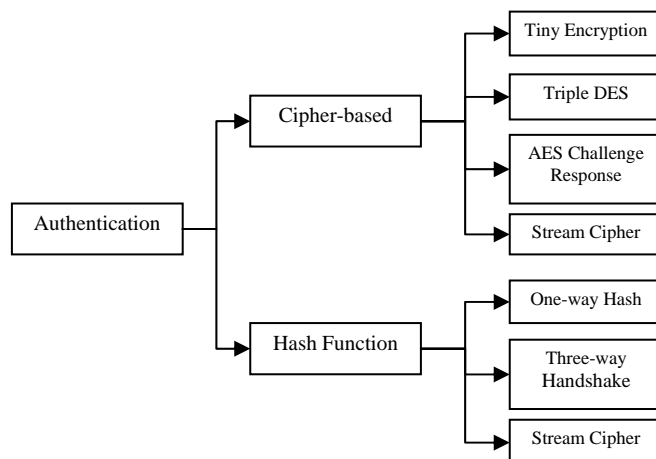 Authentication
Cipher-based
Tiny Encryption
Triple DES
AES Challenge
Response
Stream Cipher
Hash Function
One-way Hash
Three-way
Handshake
Stream Cipher